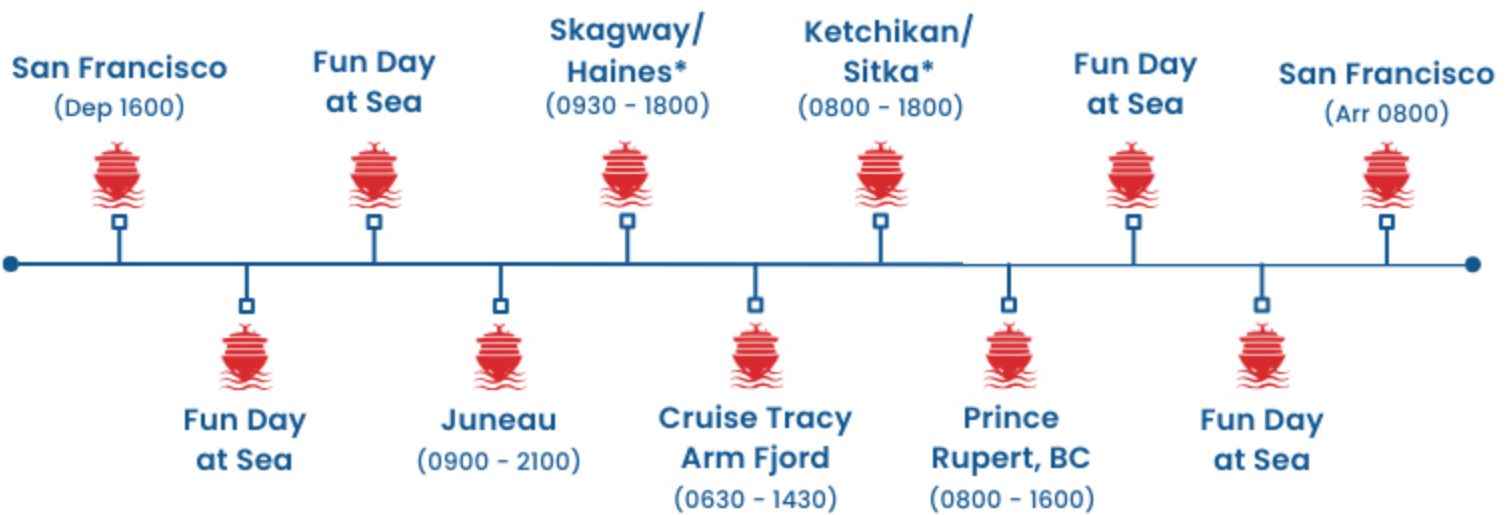 San Francisco
(Dep 1600)
Fun Day
at Sea
Fun Day
at Sea
Juneau
(0900 - 2100)
Skagway/
Haines*
(0930 - 1800)
Cruise Tracy
Arm Fjord
(0630 - 1430)
Ketchikan/
Sitka*
(0800 - 1800)
Prince
Rupert, BC
(0800 - 1600)
Fun Day
at Sea
Fun Day
at Sea
San Francisco
(Arr 0800)